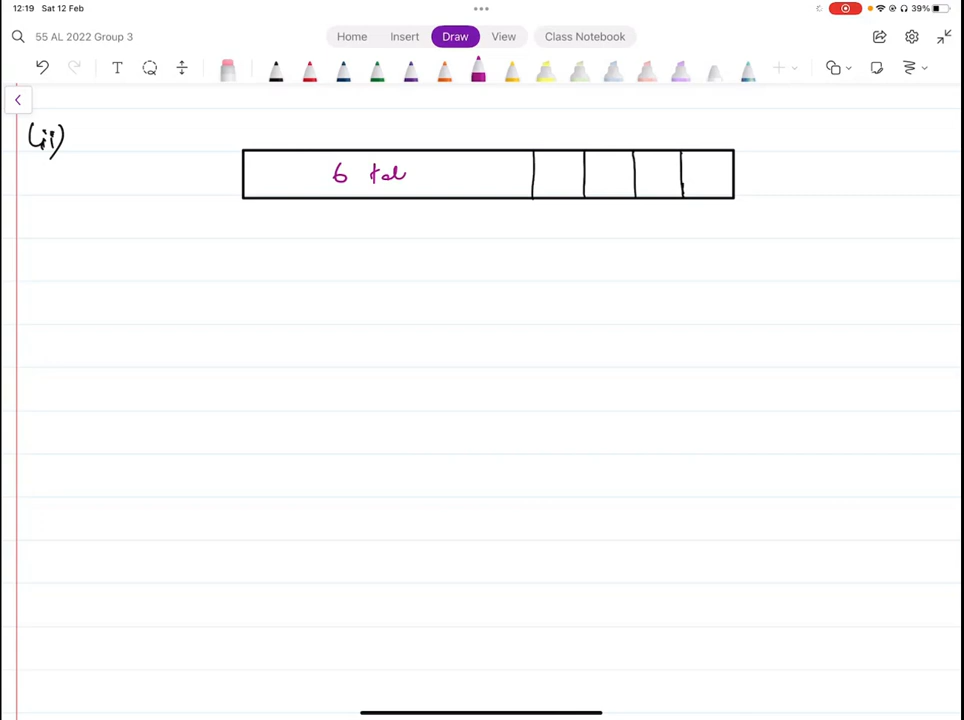 12:19 Sat 12 Feb
39%
55 AL 2022 Group 3
Home Insert Draw View Class Notebook
(ii)
6